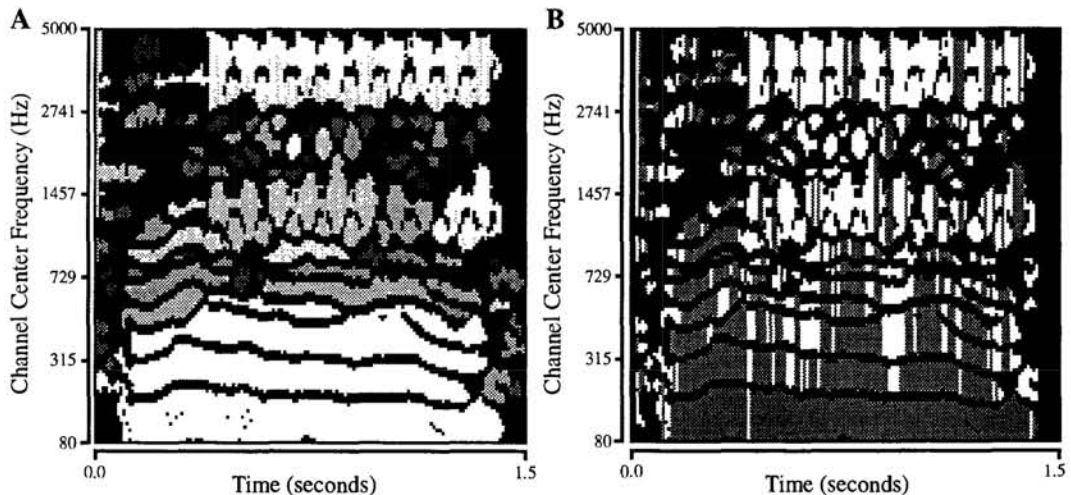 A
Channel Center Frequency (Hz)
5000
2741
1457
729
315
80
0.0
1.5
Time (seconds)
B
Channel Center Frequency (Hz)
5000
2741
1457
729
315
80
0.0
1.5
Time (seconds)